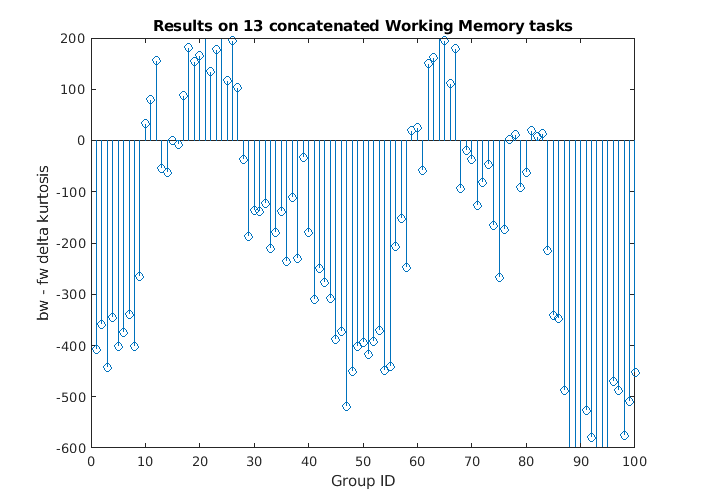 Results on 13 concatenated Working Memory tasks
200
100
0
-100
-200
-300
-400
-500
-600
bw - fw delta kurtosis
0 10 20 30 40 50 60 70 80 90 100
Group ID